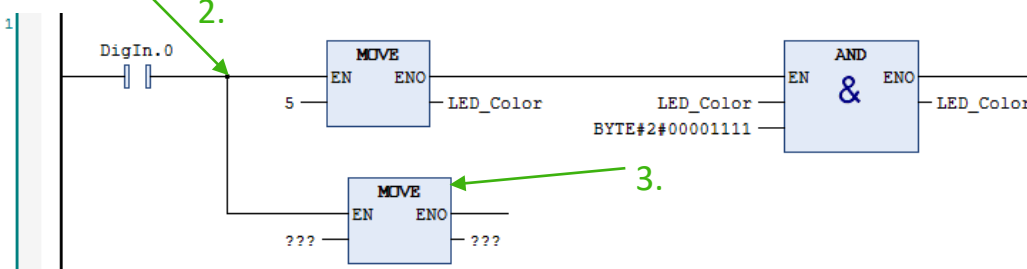 2.
1
DigIn.0
MOVE
EN ENO
5
LED_Color
AND
&
EN ENO
LED_Color
BYTE#2#00001111
LED_Color
3.
MOVE
EN ENO
??? ???